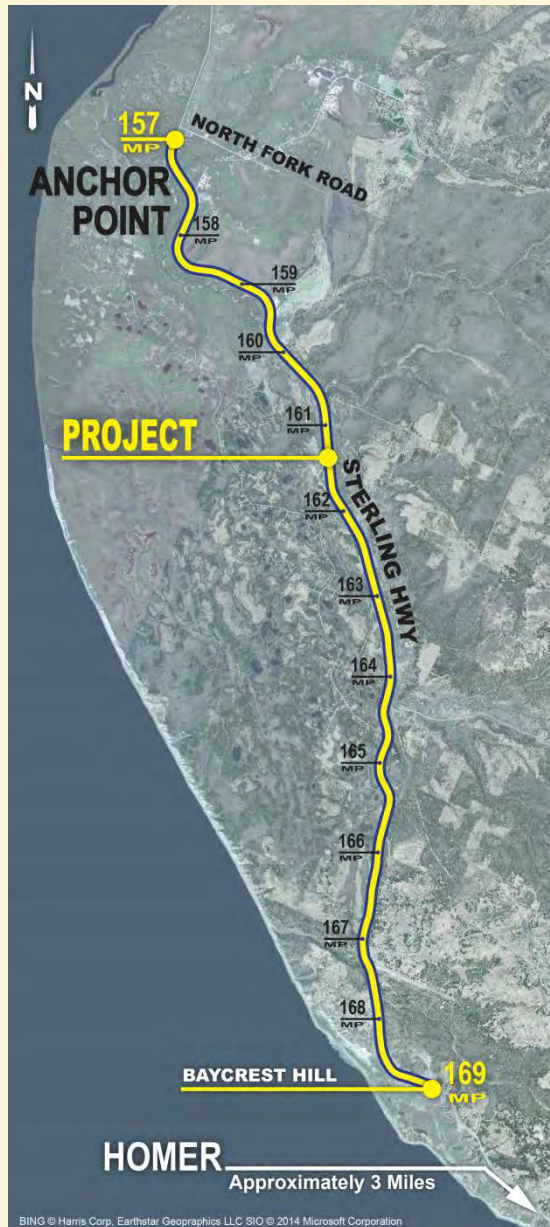 N
157
MP
NORTH FORK ROAD
ANCHOR
POINT
158
MP
159
MP
160
MP
161
MP
PROJECT
STERLING HWY
162
MP
163
MP
164
MP
165
MP
166
MP
167
MP
168
MP
BAYCREST HILL
169
MP
HOMER
Approximately 3 Miles
BING © Harris Corp, Earthstar Geographics LLC SIO © 2014 Microsoft Corporation